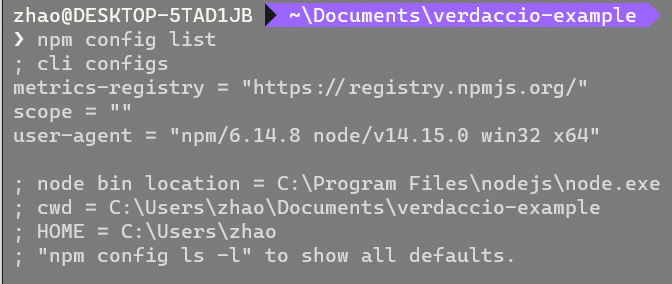 zhao@DESKTOP-5TAD1JB ~\Documents\verdaccio-example
❯ npm config list
; cli configs
metrics-registry = "https://registry.npmjs.org/"
scope = ""
user-agent = "npm/6.14.8 node/v14.15.0 win32 x64"

; node bin location = C:\Program Files\nodejs\node.exe
; cwd = C:\Users\zhao\Documents\verdaccio-example
; HOME = C:\Users\zhao
; "npm config ls -l" to show all defaults.